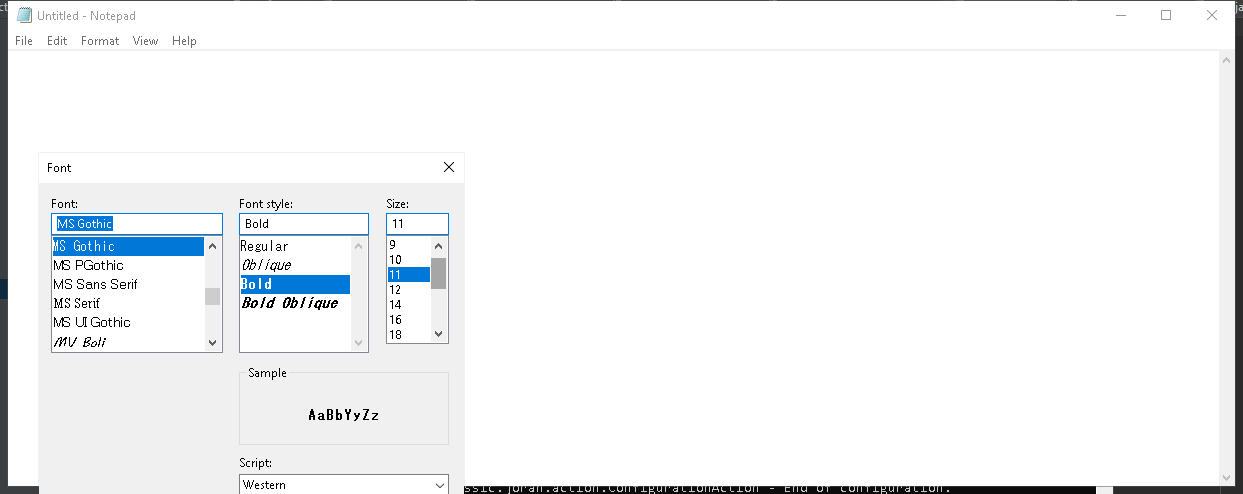 Untitled - Notepad
File Edit Format View Help
Font
Font: Font style: Size:
MS Gothic Bold 11
MS Gothic Regular 9
MS PGothic Oblique 10
MS Sans Serif Bold 11
MS Serif Bold Oblique 12
MS UI Gothic 14
MV Boli 16
18
Sample
AaBbYyZz
Script:
Western
ssic.joran.action.ConfigurationAction - End of configuration.